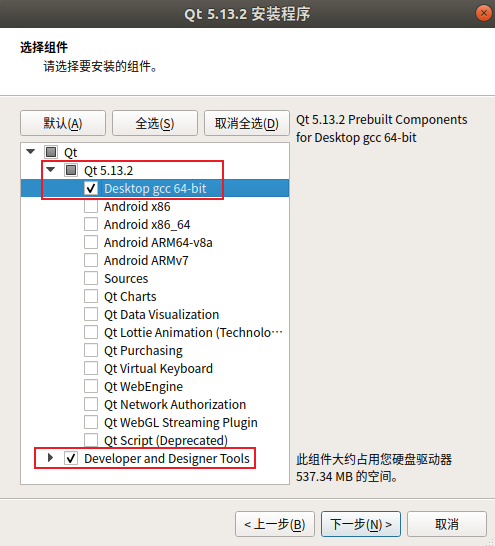 Qt 5.13.2 安装程序
选择组件
请选择要安装的组件。
默认(A)
全选(S)
取消全选(D)
Qt 5.13.2 Prebuilt Components
for Desktop gcc 64-bit
Qt
Qt 5.13.2
Desktop gcc 64-bit
Android x86
Android x86_64
Android ARM64-v8a
Android ARMv7
Sources
Qt Charts
Qt Data Visualization
Qt Lottie Animation (Technolo⋯
Qt Purchasing
Qt Virtual Keyboard
Qt WebEngine
Qt Network Authorization
Qt WebGL Streaming Plugin
Qt Script (Deprecated)
Developer and Designer Tools
此组件大约占用您硬盘驱动器
537.34 MB 的空间。
< 上一步(B)
下一步(N) >
取消